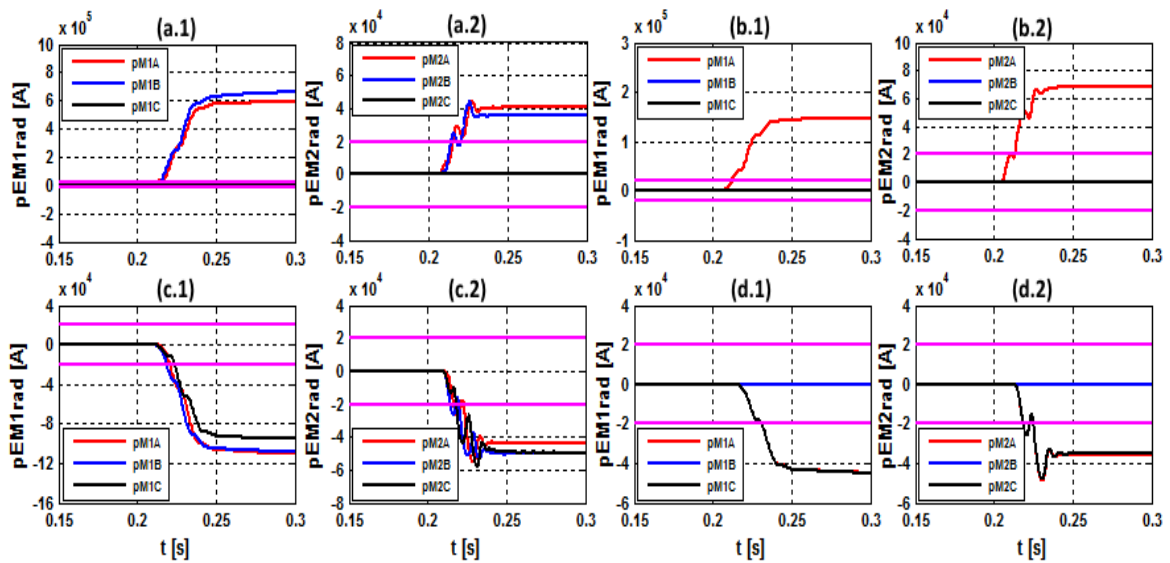 x 10^5 (a.1) x 10^4 (a.2) x 10^5 (b.1) x 10^4 (b.2)
pEM1rad [A]
10
8
6
4
2
0
-2
-4
pM1A
pM1B
pM1C
0.15 0.2 0.25 0.3
pEM2rad [A]
8
6
4
2
0
-2
4
pM2A
pM2B
pM2C
0.15 0.2 0.25 0.3
pEM1rad [A]
3
2
1
0
-1
pM1A
pM1B
pM1C
0.15 0.2 0.25 0.3
pEM2rad [A]
10
8
6
4
2
0
-2
-4
pM2A
pM2B
pM2C
0.15 0.2 0.25 0.3
x 10^4 (c.1) x 10^4 (c.2) x 10^4 (d.1) x 10^4 (d.2)
pEM1rad [A]
4
0
-4
-8
-12
16
pM1A
pM1B
pM1C
0.15 0.2 0.25 0.3
t [s]
pEM2rad [A]
4
2
0
-2
-4
-6
8
pM2A
pM2B
pM2C
0.15 0.2 0.25 0.3
t [s]
pEM1rad [A]
4
2
0
-2
-4
-6
pM1A
pM1B
pM1C
0.15 0.2 0.25 0.3
t [s]
pEM2rad [A]
4
2
0
-2
-4
-6
pM2A
pM2B
pM2C
0.15 0.2 0.25 0.3
t [s]